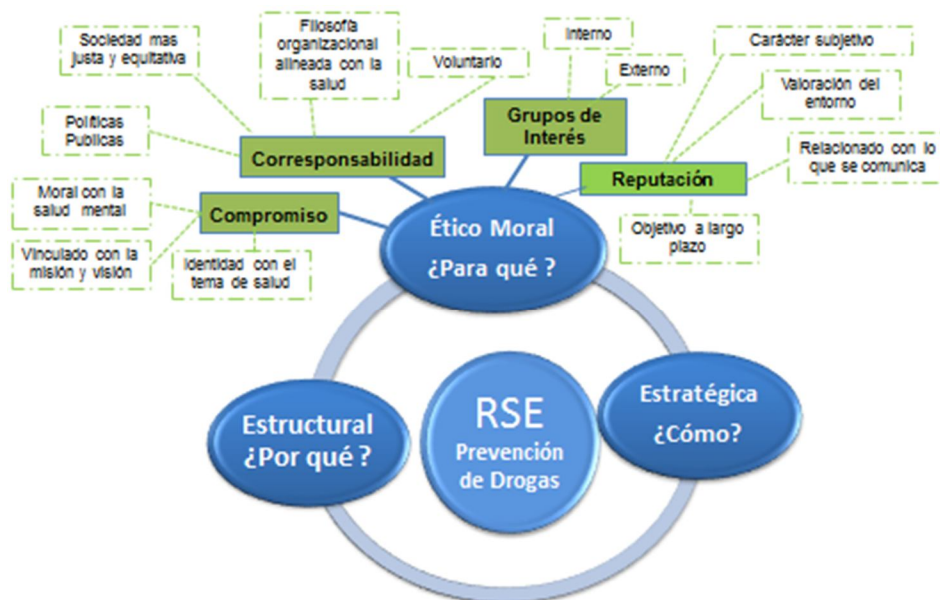 Sociedad mas
justa y equitativa
Filosofía
organizacional
alineada con la
salud
Voluntario
Interno
Externo
Carácter subjetivo
Valoración del
entorno
Relacionado con lo
que se comunica
Objetivo a largo
plazo
Políticas
Publicas
Moral con la
salud mental
Vinculado con la
misión y visión
Identidad con el
tema de salud
Corresponsabilidad
Compromiso
Grupos de
Interés
Reputación
Ético Moral
¿Para qué ?
Estructural
¿Por qué ?
RSE
Prevención
de Drogas
Estratégica
¿Cómo?